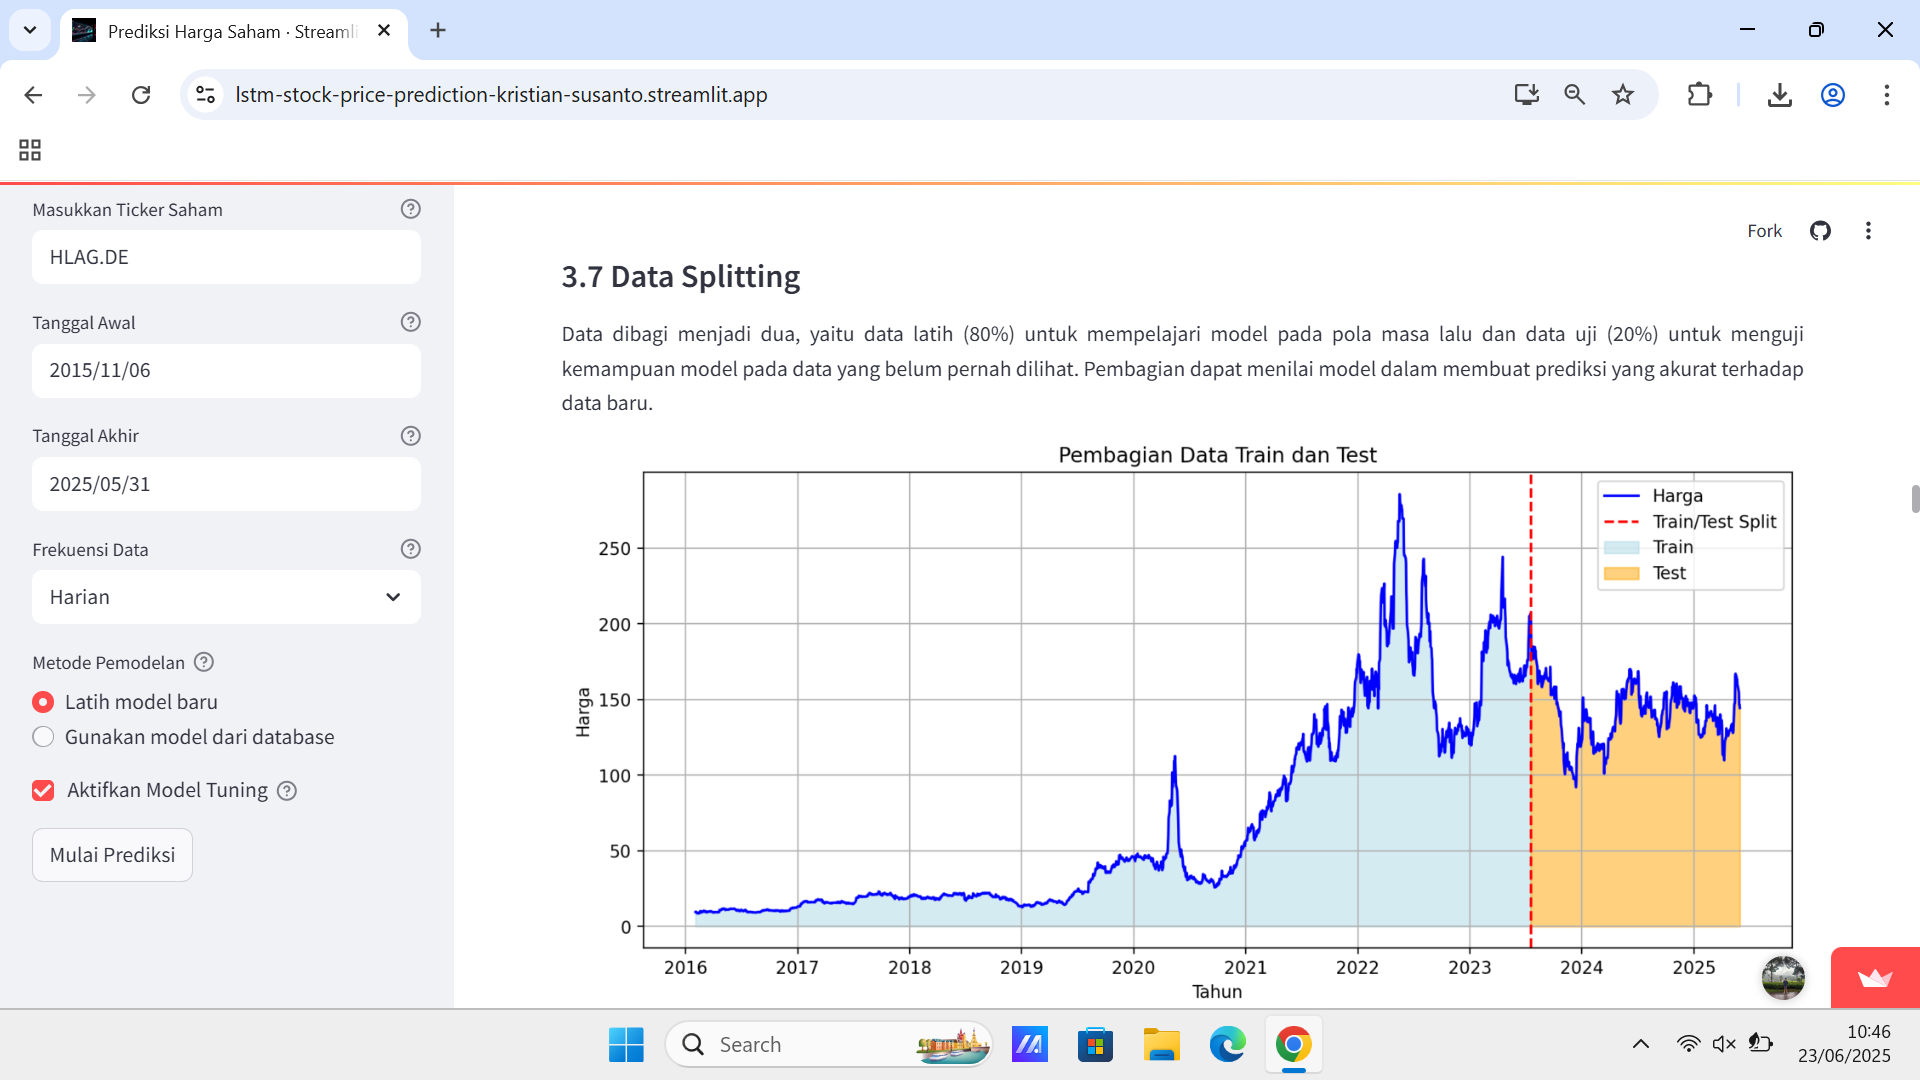 Prediksi Harga Saham · Streamli
lstm-stock-price-prediction-kristian-susanto.streamlit.app
Masukkan Ticker Saham
HLAG.DE
Tanggal Awal
2015/11/06
Tanggal Akhir
2025/05/31
Frekuensi Data
Harian
Metode Pemodelan
Latih model baru
Gunakan model dari database
Aktifkan Model Tuning
Mulai Prediksi
Fork
3.7 Data Splitting
Data dibagi menjadi dua, yaitu data latih (80%) untuk mempelajari model pada pola masa lalu dan data uji (20%) untuk menguji
kemampuan model pada data yang belum pernah dilihat. Pembagian dapat menilai model dalam membuat prediksi yang akurat terhadap
data baru.
Pembagian Data Train dan Test
Harga
Train/Test Split
Train
Test
250
200
150
100
50
0
Harga
2016 2017 2018 2019 2020 2021 2022 2023 2024 2025
Tahun
Search
10:46
23/06/2025